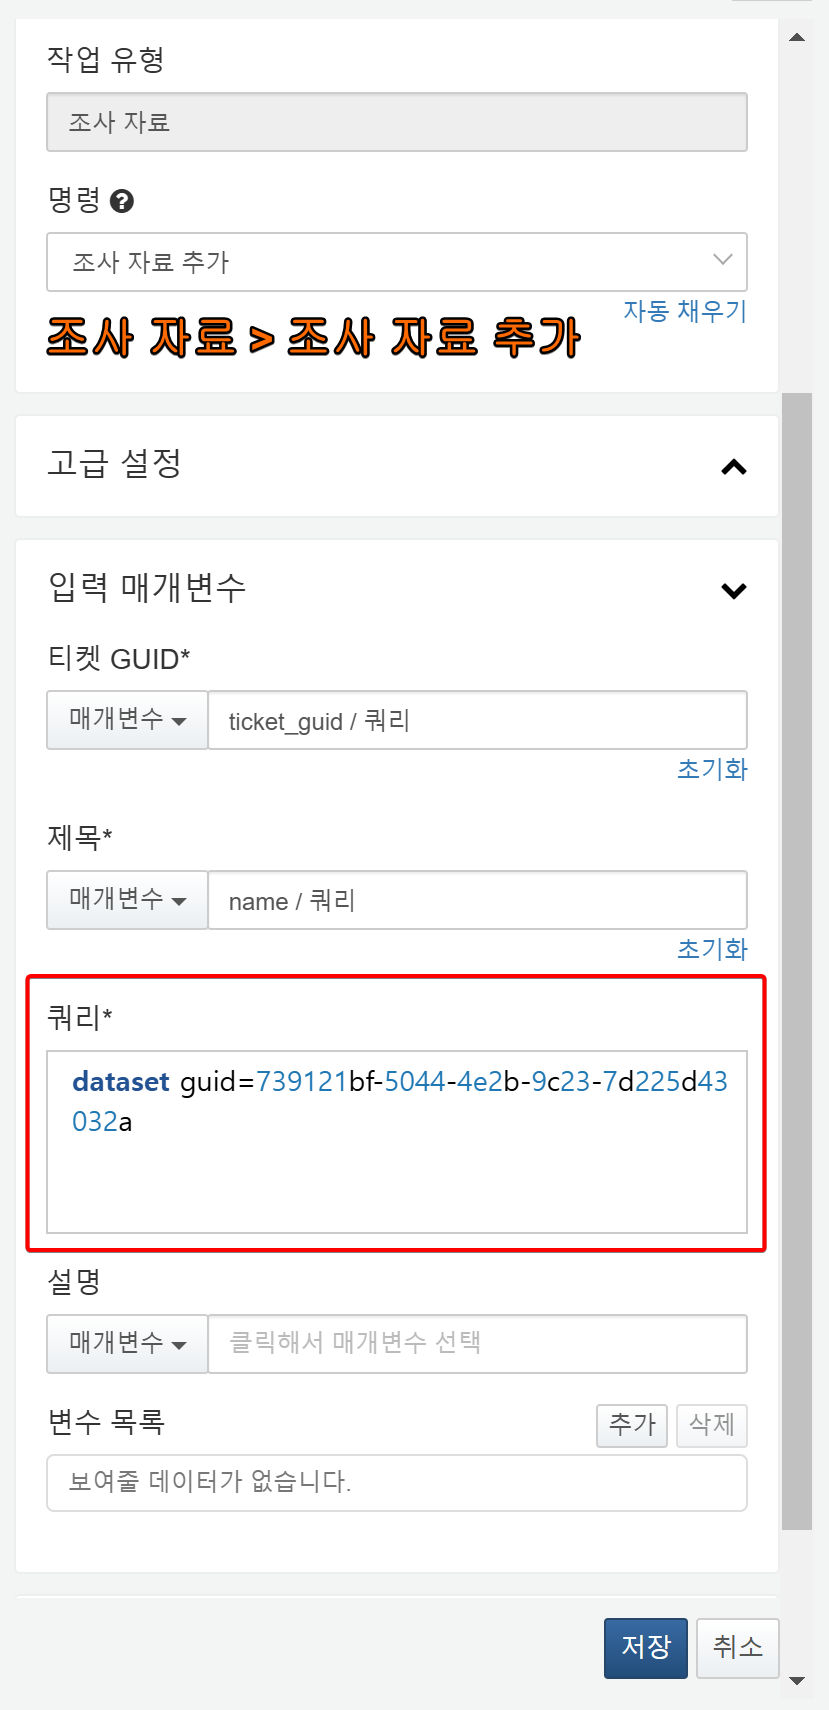 작업 유형
조사 자료
명령 ?
조사 자료 추가
자동 채우기
조사 자료 > 조사 자료 추가
고급 설정
입력 매개변수
티켓 GUID*
매개변수 ticket_guid / 쿼리
초기화
제목*
매개변수 name / 쿼리
초기화
쿼리*
dataset guid=739121bf-5044-4e2b-9c23-7d225d43
032a
설명
매개변수 클릭해서 매개변수 선택
변수 목록 추가 삭제
보여줄 데이터가 없습니다.
저장 취소